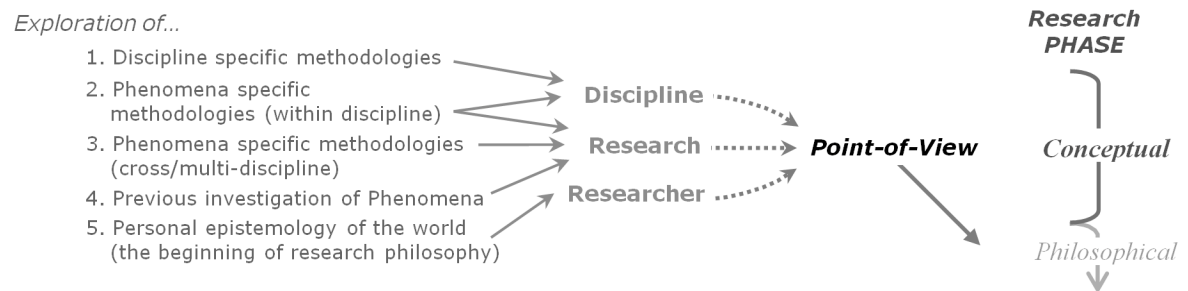 Exploration of...
1. Discipline specific methodologies
2. Phenomena specific
methodologies (within discipline)
3. Phenomena specific methodologies
(cross/multi-discipline)
4. Previous investigation of Phenomena
5. Personal epistemology of the world
(the beginning of research philosophy)
Discipline
Research
Researcher
Point-of-View
Research
PHASE
Conceptual
Philosophical